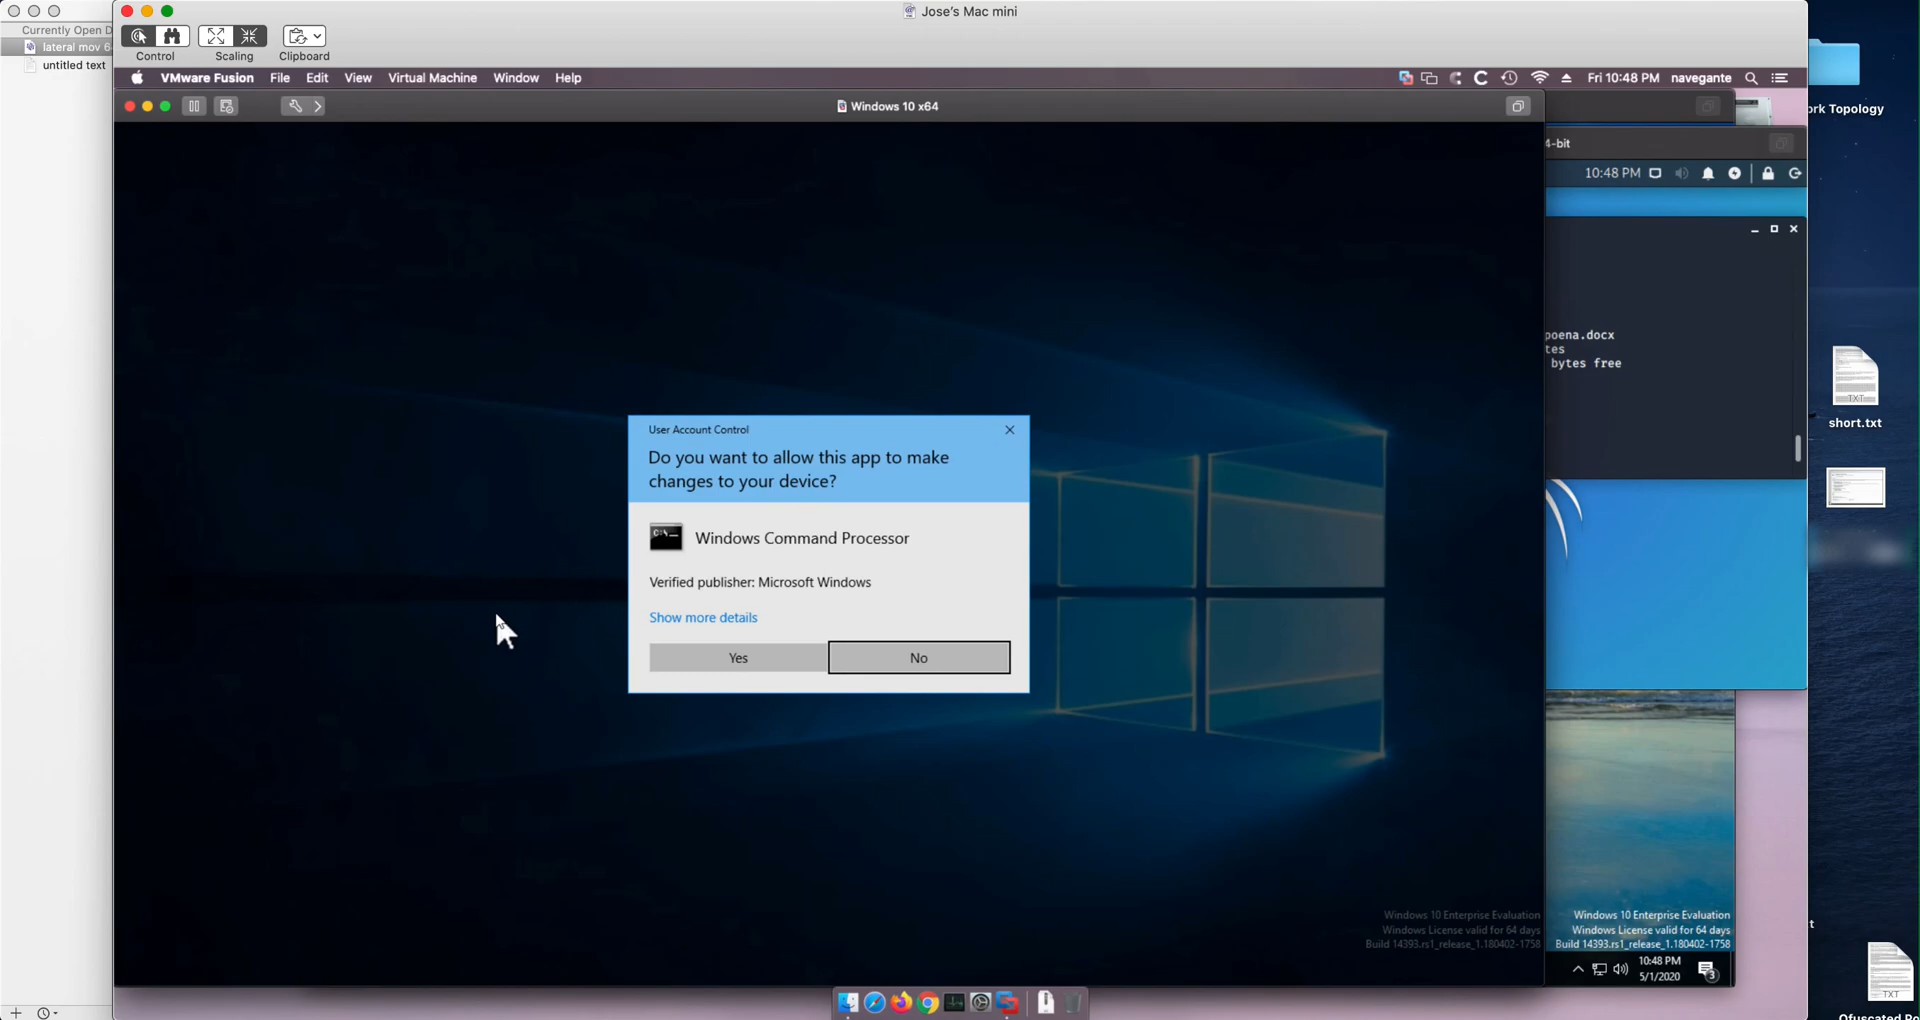 Jose's Mac mini
Currently Open D
lateral mov 6
untitled text
Control
Scaling
Clipboard
VMware Fusion File Edit View Virtual Machine Window Help
Fri 10:48 PM navegante
Windows 10 x64
4-bit
10:48 PM
rk Topology
poena.docx
tes
bytes free
short.txt
User Account Control
Do you want to allow this app to make
changes to your device?
C:\
Windows Command Processor
Verified publisher: Microsoft Windows
Show more details
Yes
No
Windows 10 Enterprise Evaluation
Windows License valid for 64 days
Build 14393.rs1_release_1.180402-1758
Windows 10 Enterprise Evaluation
Windows License valid for 64 days
Build 14393.rs1_release_1.180402-1758
10:48 PM
5/1/2020
3
t
TXT
TXT
Ofuscated Po